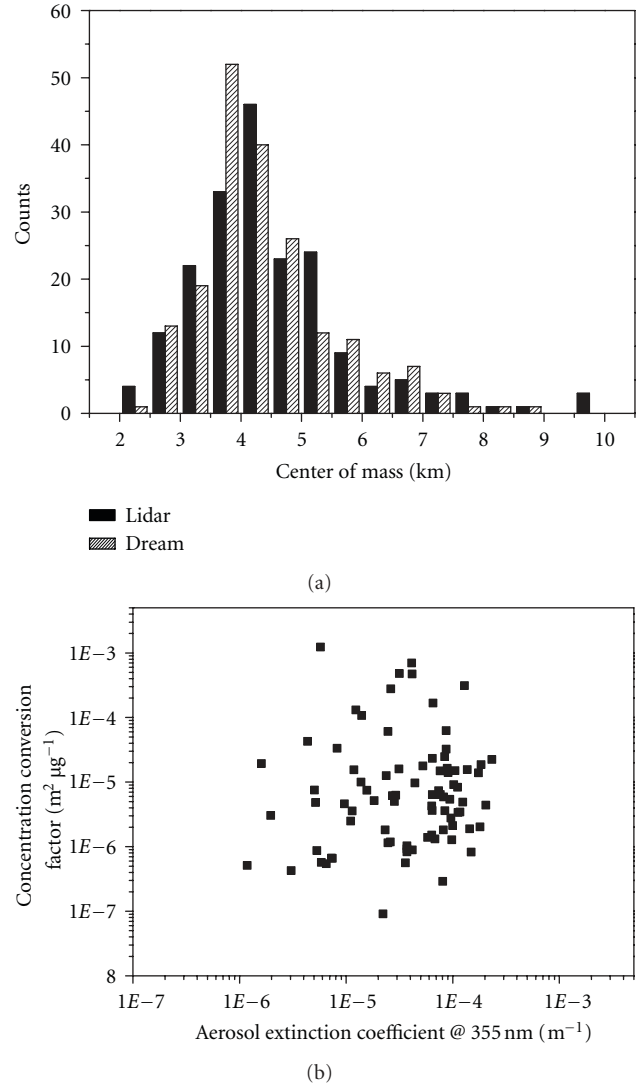 60
50
40
30
20
10
0
Counts
2 3 4 5 6 7 8 9 10
Center of mass (km)
Lidar
Dream
(a)
1E−3
1E−4
1E−5
1E−6
1E−7
8
Concentration conversion
factor (m² μg⁻¹)
1E−7 1E−6 1E−5 1E−4 1E−3
Aerosol extinction coefficient @ 355 nm (m⁻¹)
(b)